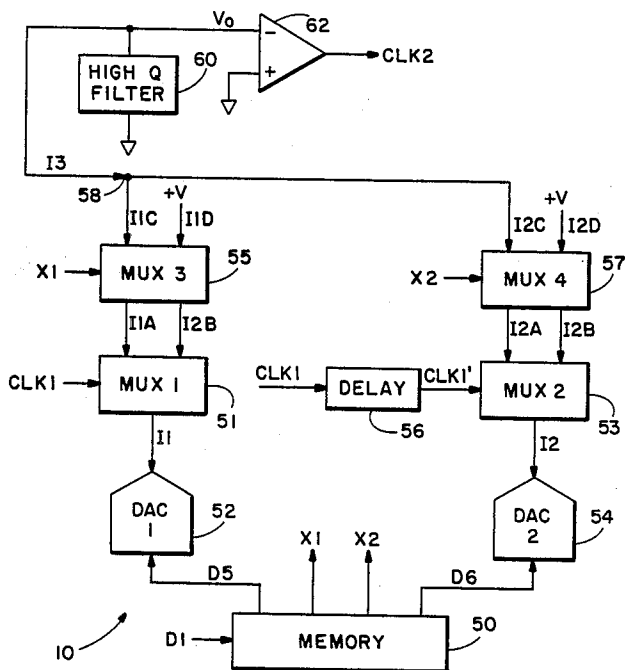 Vo
62
CLK2
−
+
HIGH Q
FILTER
60
I3
58
+V
I1C
I1D
X1
MUX 3
55
I1A
I2B
CLK1
MUX 1
51
I1
DAC
1
52
+V
I2C
I2D
X2
MUX 4
57
I2A
I2B
CLK1
DELAY
CLK1'
56
MUX 2
53
I2
DAC
2
54
X1
X2
D5
D6
10
D1
MEMORY
50